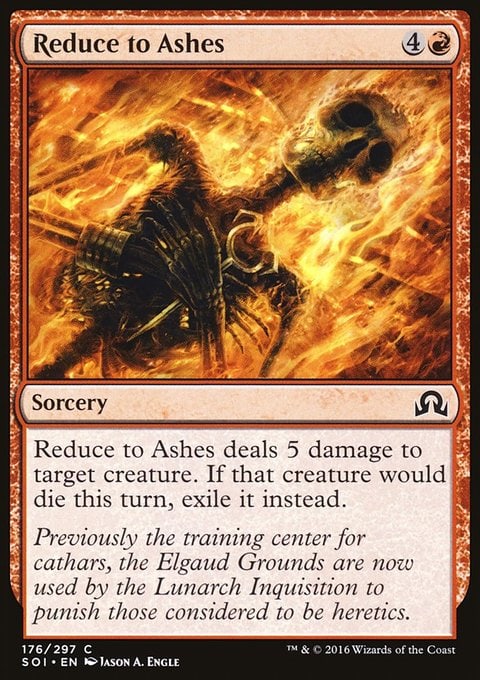 Reduce to Ashes 4
Sorcery
Reduce to Ashes deals 5 damage to
target creature. If that creature would
die this turn, exile it instead.
Previously the training center for
cathars, the Elgaud Grounds are now
used by the Lunarch Inquisition to
punish those considered to be heretics.
176/297 C
SOI • EN Jason A. Engle
™ & © 2016 Wizards of the Coast